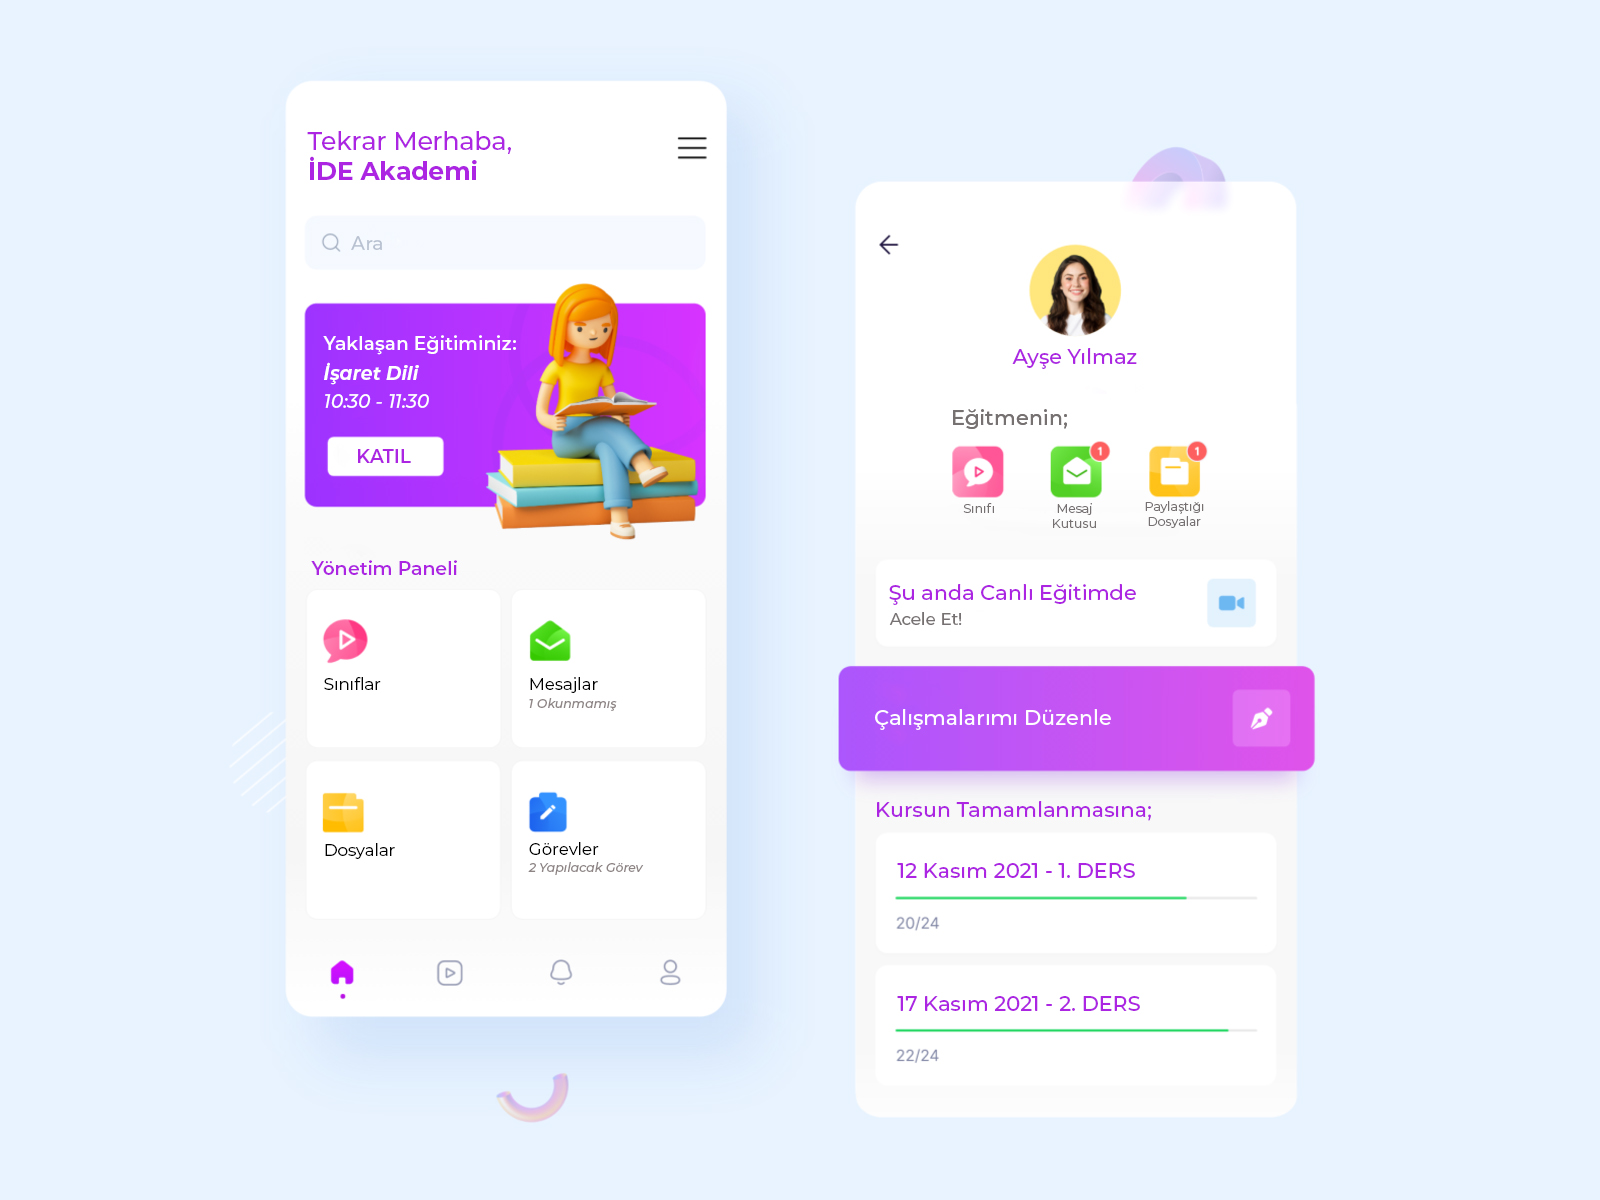 Tekrar Merhaba,
İDE Akademi
Ara
Yaklaşan Eğitiminiz:
İşaret Dili
10:30 - 11:30
KATIL
Yönetim Paneli
Sınıflar
Mesajlar
1 Okunmamış
Dosyalar
Görevler
2 Yapılacak Görev
Ayşe Yılmaz
Eğitmenin;
1
1
Sınıfı
Mesaj
Kutusu
Paylaştığı
Dosyalar
Şu anda Canlı Eğitimde
Acele Et!
Çalışmalarımı Düzenle
Kursun Tamamlanmasına;
12 Kasım 2021 - 1. DERS
20/24
17 Kasım 2021 - 2. DERS
22/24